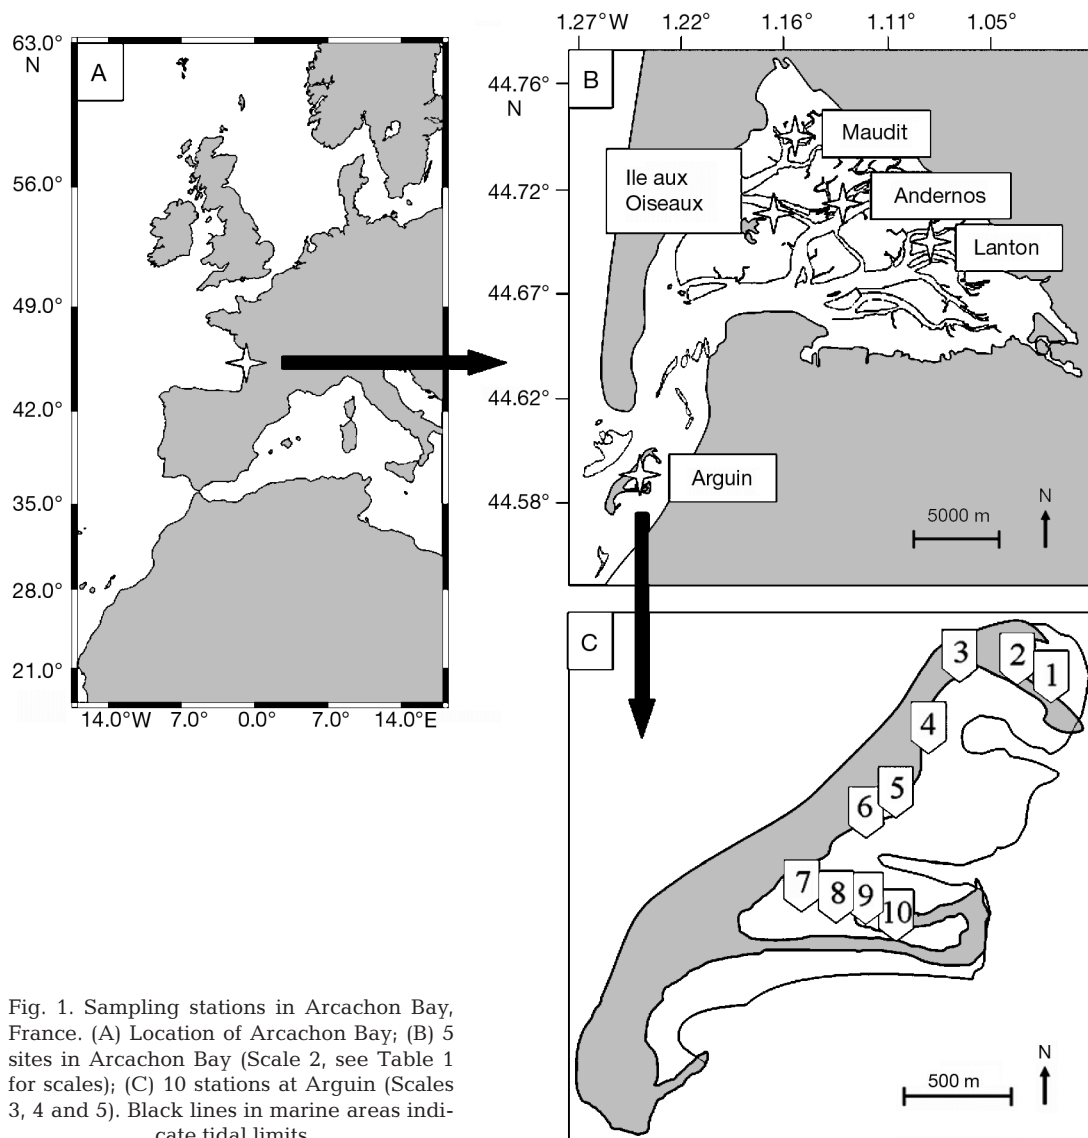 63.0°
N
A
56.0°
49.0°
42.0°
35.0°
28.0°
21.0°
14.0°W 7.0° 0.0° 7.0° 14.0°E
1.27°W 1.22° 1.16° 1.11° 1.05°
B
44.76°
N
44.72°
44.67°
44.62°
44.58°
Maudit
Ile aux
Oiseaux
Andernos
Lanton
Arguin
5000 m
N
C
1
2
3
4
5
6
7
8
9
10
500 m
N
Fig. 1. Sampling stations in Arcachon Bay,
France. (A) Location of Arcachon Bay; (B) 5
sites in Arcachon Bay (Scale 2, see Table 1
for scales); (C) 10 stations at Arguin (Scales
3, 4 and 5). Black lines in marine areas indi-
cate tidal limits